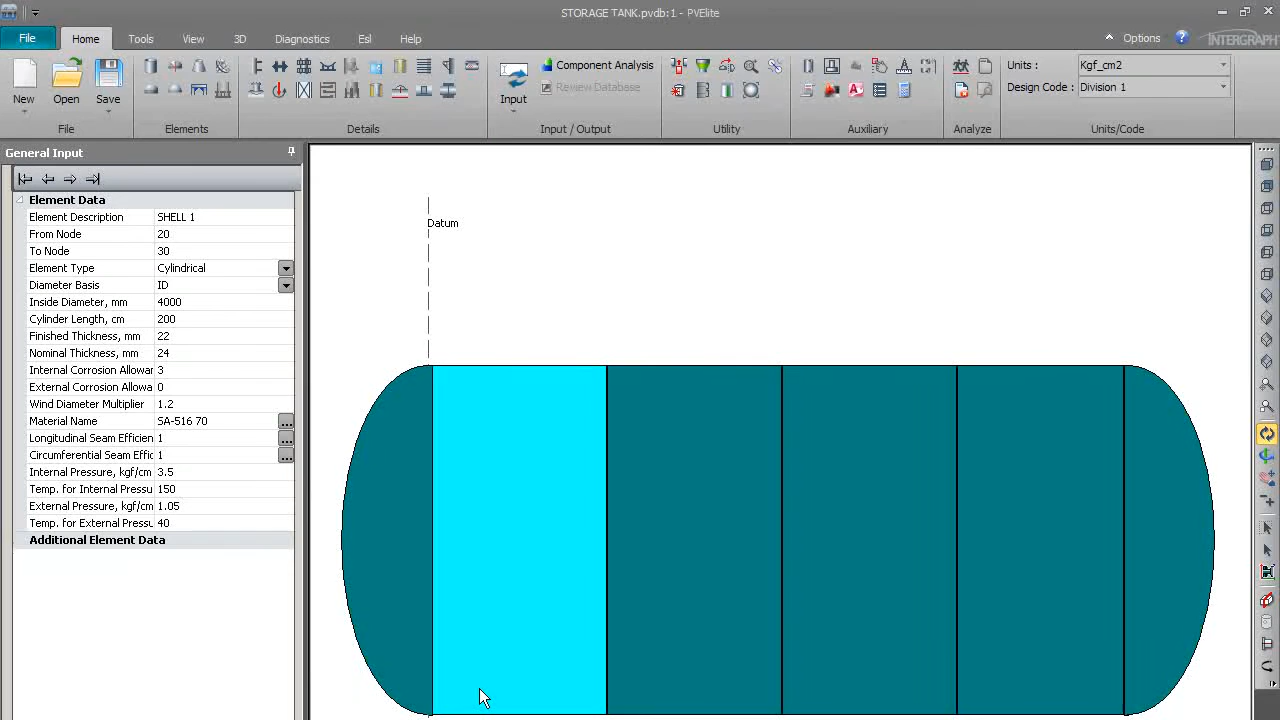 STORAGE TANK.pvdb:1 - PVElite
File Home Tools View 3D Diagnostics Esl Help Options INTERGRAPH
New Open Save Input Component Analysis Units : Kgf_cm2
Review Database Design Code : Division 1
File Elements Details Input / Output Utility Auxiliary Analyze Units/Code
General Input
Element Data
Element Description SHELL 1
From Node 20
To Node 30
Element Type Cylindrical
Diameter Basis ID
Inside Diameter, mm 4000
Cylinder Length, cm 200
Finished Thickness, mm 22
Nominal Thickness, mm 24
Internal Corrosion Allowa 3
External Corrosion Allowa 0
Wind Diameter Multiplier 1.2
Material Name SA-516 70 ...
Longitudinal Seam Efficien 1 ...
Circumferential Seam Effic 1 ...
Internal Pressure, kgf/cm 3.5
Temp. for Internal Pressu 150
External Pressure, kgf/cm 1.05
Temp. for External Pressu 40
Additional Element Data
Datum